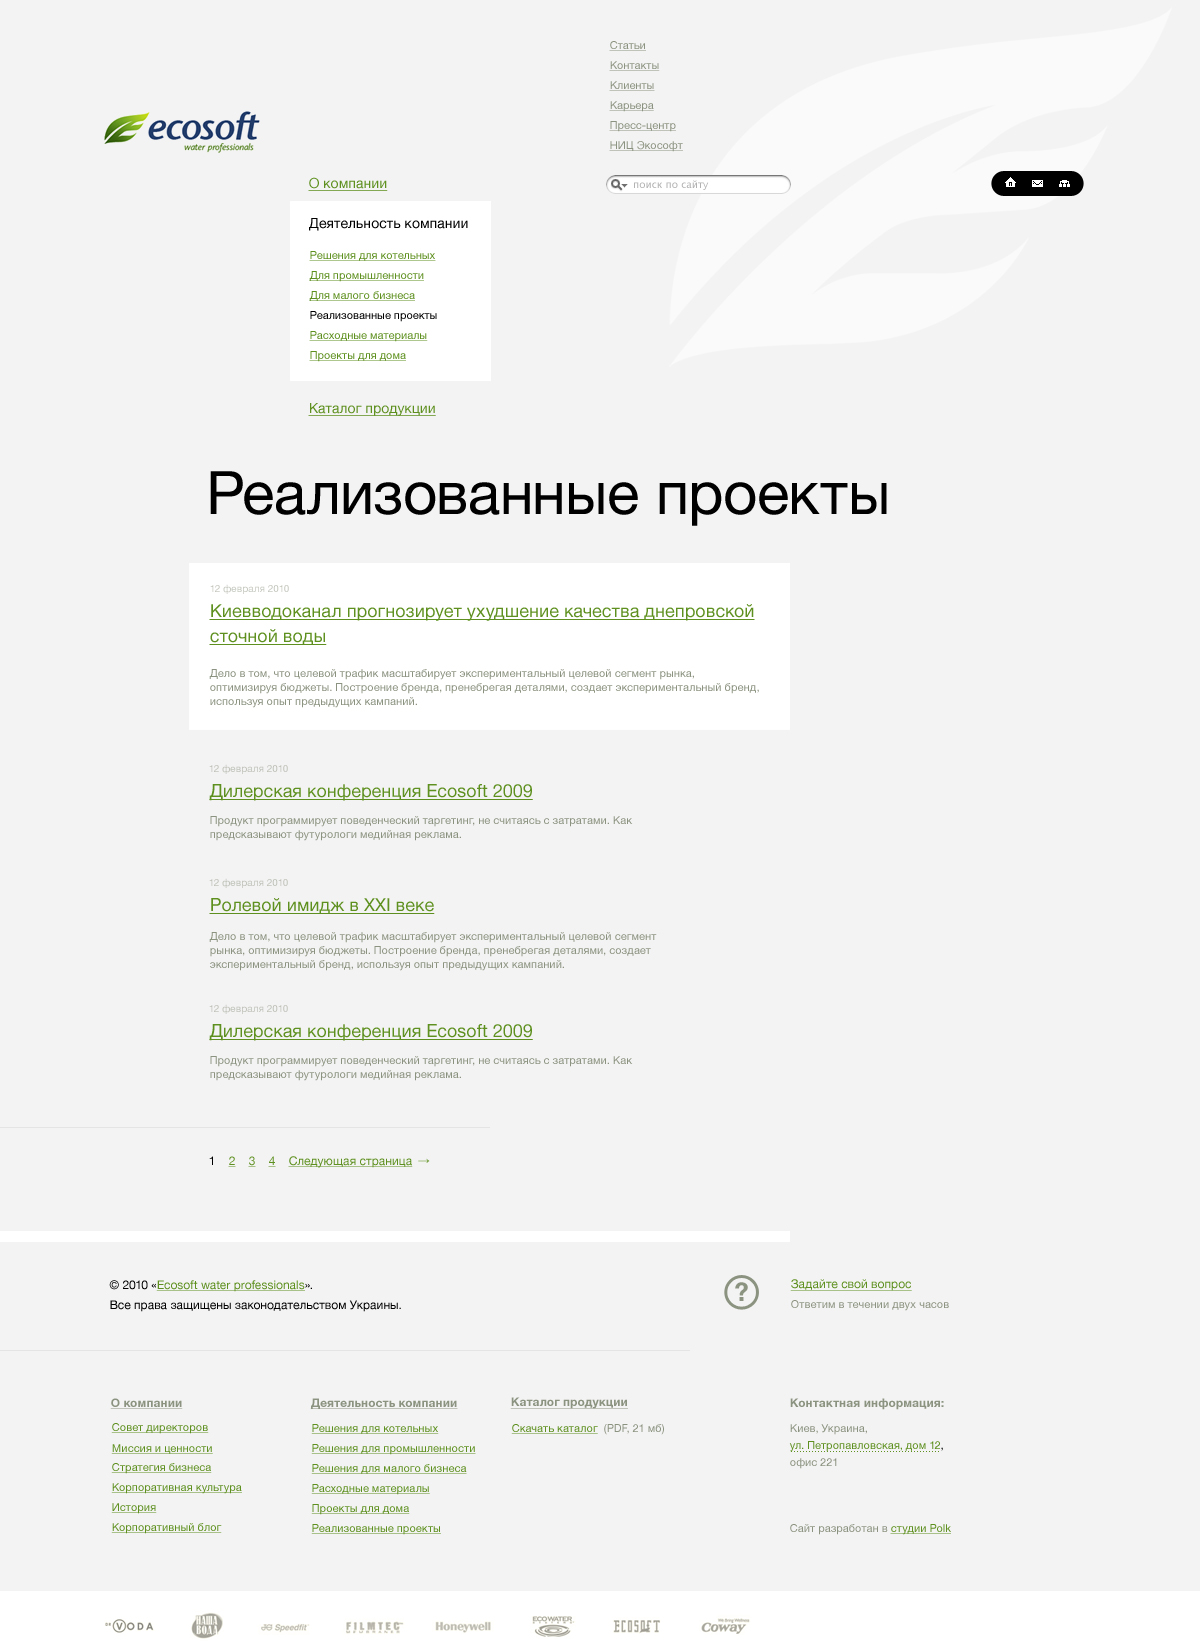 Статьи
Контакты
Клиенты
Карьера
Пресс-центр
НИЦ Экософт
ecosoft
water professionals
О компании
поиск по сайту
Деятельность компании
Решения для котельных
Для промышленности
Для малого бизнеса
Реализованные проекты
Расходные материалы
Проекты для дома
Каталог продукции
Реализованные проекты
12 февраля 2010
Киевводоканал прогнозирует ухудшение качества днепровской
сточной воды
Дело в том, что целевой трафик масштабирует экспериментальный целевой сегмент рынка,
оптимизируя бюджеты. Построение бренда, пренебрегая деталями, создает экспериментальный бренд,
используя опыт предыдущих кампаний.
12 февраля 2010
Дилерская конференция Ecosoft 2009
Продукт программирует поведенческий таргетинг, не считаясь с затратами. Как
предсказывают футурологи медийная реклама.
12 февраля 2010
Ролевой имидж в XXI веке
Дело в том, что целевой трафик масштабирует экспериментальный целевой сегмент
рынка, оптимизируя бюджеты. Построение бренда, пренебрегая деталями, создает
экспериментальный бренд, используя опыт предыдущих кампаний.
12 февраля 2010
Дилерская конференция Ecosoft 2009
Продукт программирует поведенческий таргетинг, не считаясь с затратами. Как
предсказывают футурологи медийная реклама.
1 2 3 4 Следующая страница →
© 2010 «Ecosoft water professionals».
Все права защищены законодательством Украины.
?
Задайте свой вопрос
Ответим в течении двух часов
О компании
Совет директоров
Миссия и ценности
Стратегия бизнеса
Корпоративная культура
История
Корпоративный блог
Деятельность компании
Решения для котельных
Решения для промышленности
Решения для малого бизнеса
Расходные материалы
Проекты для дома
Реализованные проекты
Каталог продукции
Скачать каталог (PDF, 21 мб)
Контактная информация:
Киев, Украина,
ул. Петропавловская, дом 12,
офис 221
Сайт разработан в студии Polk
VODA
НАША ВОДА
JG Speedfit
FILMTEC
MEMBRANES
Honeywell
ECOWATER
ECOSOFT
Coway